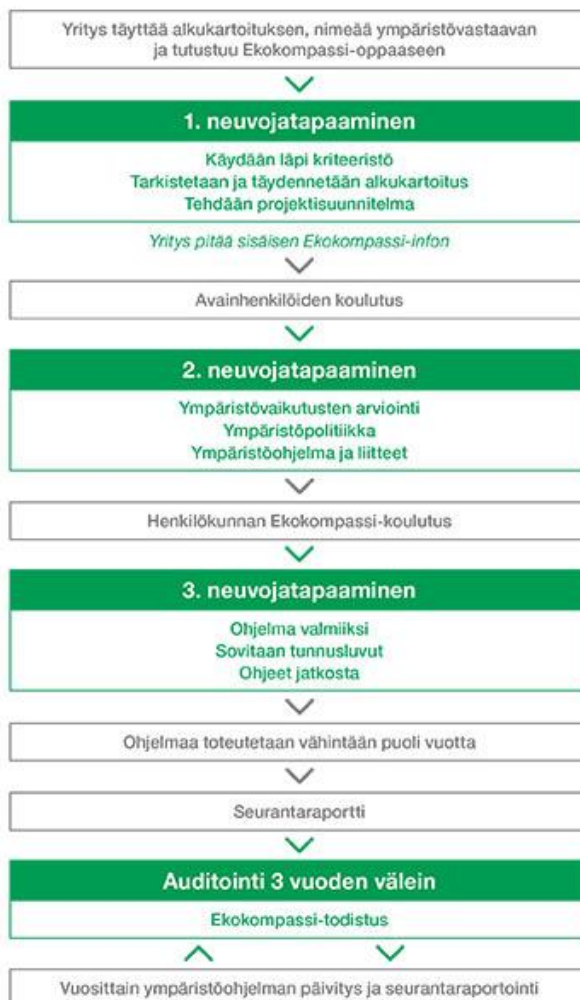 Yritys täyttää alkukartoituksen, nimeää ympäristövastaavan
ja tutustuu Ekokompassi-oppaaseen
1. neuvojatapaaminen
Käydään läpi kriteeristö
Tarkistetaan ja täydennetään alkukartoitus
Tehdään projektisuunnitelma
Yritys pitää sisäisen Ekokompassi-infon
Avainhenkilöiden koulutus
2. neuvojatapaaminen
Ympäristövaikutusten arviointi
Ympäristöpolitiikka
Ympäristöohjelma ja liitteet
Henkilökunnan Ekokompassi-koulutus
3. neuvojatapaaminen
Ohjelma valmiiksi
Sovitaan tunnusluvut
Ohjeet jatkosta
Ohjelmaa toteutetaan vähintään puoli vuotta
Seurantaraportti
Auditointi 3 vuoden välein
Ekokompassi-todistus
Vuosittain ympäristöohjelman päivitys ja seurantaraportointi